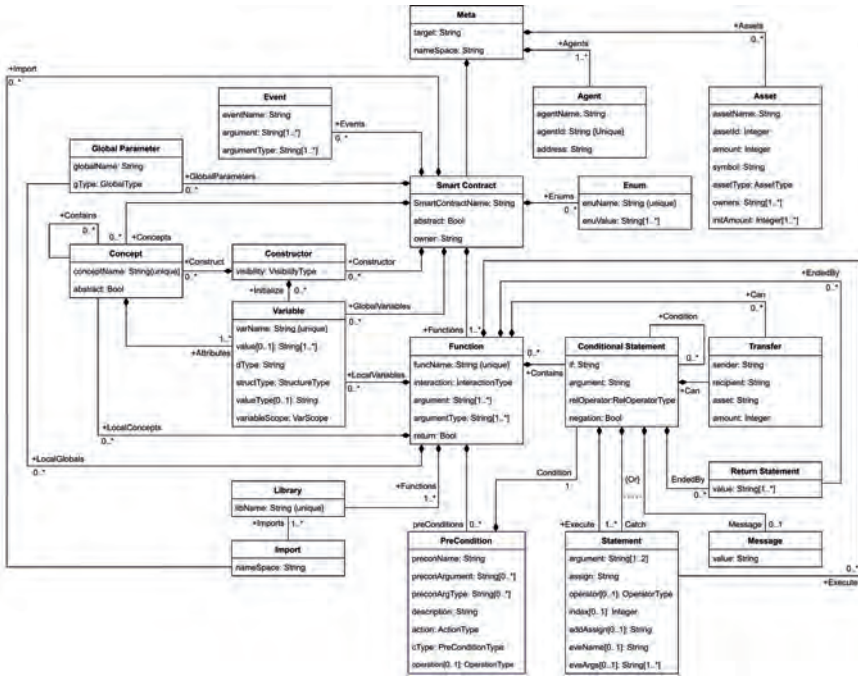 Meta
target: String
nameSpace: String
+Assets
0..*
+Agents
1..*
+Import
0..*
Event
eventName: String
argument: String[1..*]
argumentType: String[1..*]
+Events
0..*
Agent
agentName: String
agentId: String {Unique}
address: String
Asset
assetName: String
assetId: Integer
amount: Integer
symbol: String
assetType: AssetType
owners: String[1..*]
initAmount: Integer[1..*]
Global Parameter
globalName: String
gType: GlobalType
+GlobalParameters
0..*
Smart Contract
SmartContractName: String
abstract: Bool
owner: String
+Enums
0..*
Enum
enuName: String {unique}
enuValue: String[1..*]
+Contains
0..*
0..*
+Concepts
Concept
conceptName: String{unique}
abstract: Bool
+Construct
0..*
Constructor
visibility: VisibilityType
+Constructor
0..*
+Initialize
0..*
Variable
varName: String {unique}
value[0..1]: String[1..*]
dType: String
structType: StructureType
valueType[0..1]: String
variableScope: VarScope
+GlobalVariables
0..*
1..*
+Attributes
+LocalVariables
0..*
+Functions
1..*
Function
funcName: String {unique}
interaction: InteractionType
argument: String[1..*]
argumentType: String[1..*]
return: Bool
0..*
+Contains
Conditional Statement
if: String
argument: String
relOperator:RelOperatorType
negation: Bool
+Condition
0..*
+Can
0..*
+EndedBy
0..*
Transfer
sender: String
recipient: String
asset: String
amount: Integer
+Can
+LocalConcepts
0..*
+LocalGlobals
0..*
Library
libName: String {unique}
+Functions
1..*
+Imports
1..*
Import
nameSpace: String
preConditions
0..*
Condition
1
PreCondition
preconName: String
preconArgument: String[0..*]
preconArgType: String[0..*]
description: String
action: ActionType
cType: PreConditionType
operation[0..1]: OperationType
{Or}
+Execute
1..*
Catch
Statement
argument: String[1..2]
assign: String
operator[0..1]: OperatorType
index[0..1]: Integer
addAssign[0..1]: String
eveName[0..1]: String
eveArgs[0..1]: String[1..*]
EndedBy
0..*
Return Statement
value: String[1..*]
Message
0..1
Message
value: String
0..*
+Execute